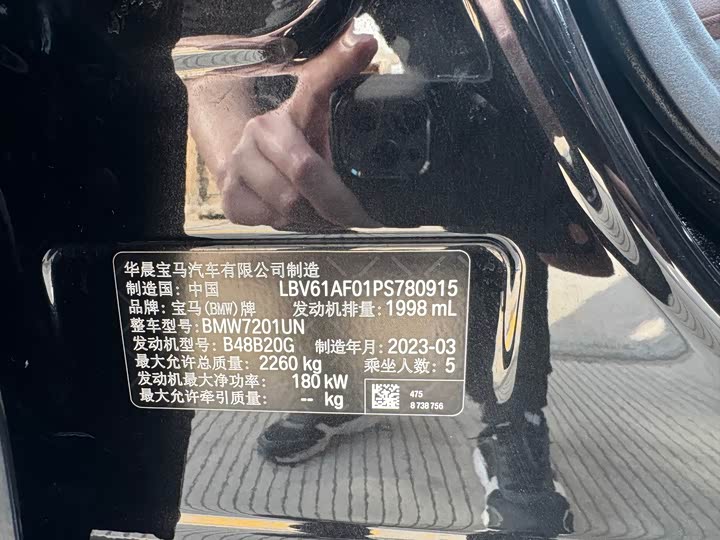 华晨宝马汽车有限公司制造
制造国: 中国 LBV61AF01PS780915
品牌: 宝马(BMW)牌 发动机排量: 1998 mL
整车型号: BMW7201UN
发动机型号: B48B20G 制造年月: 2023-03
最大允许总质量: 2260 kg 乘坐人数: 5
发动机最大净功率: 180 kW
最大允许牵引质量: -- kg
475
8 738 756